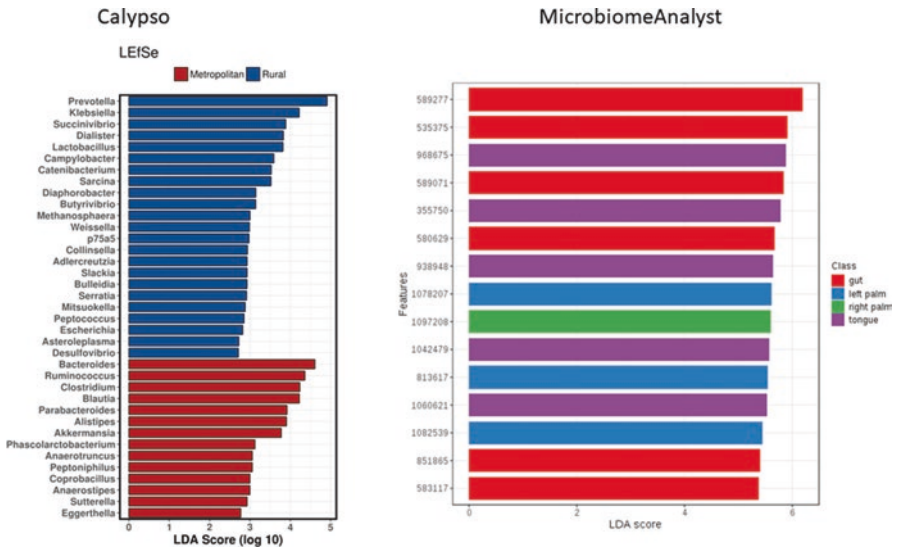 Calypso
LEfSe
Metropolitan Rural
Prevotella
Klebsiella
Succinivibrio
Dialister
Lactobacillus
Campylobacter
Catenibacterium
Sarcina
Diaphorobacter
Butyrivibrio
Methanosphaera
Weissella
p75a5
Collinsella
Adlercreutzia
Slackia
Bulleidia
Serratia
Mitsuokella
Peptococcus
Escherichia
Asteroleplasma
Desulfovibrio
Bacteroides
Ruminococcus
Clostridium
Blautia
Parabacteroides
Alistipes
Akkermansia
Phascolarctobacterium
Anaerotruncus
Peptoniphilus
Coprobacillus
Anaerostipes
Sutterella
Eggerthella
0 1 2 3 4 5
LDA Score (log 10)
MicrobiomeAnalyst
Features
589277
535375
968675
589071
355750
580629
938948
1078207
1097208
1042479
813617
1060621
1082539
851865
583117
0 2 4 6
LDA score
Class
gut
left palm
right palm
tongue